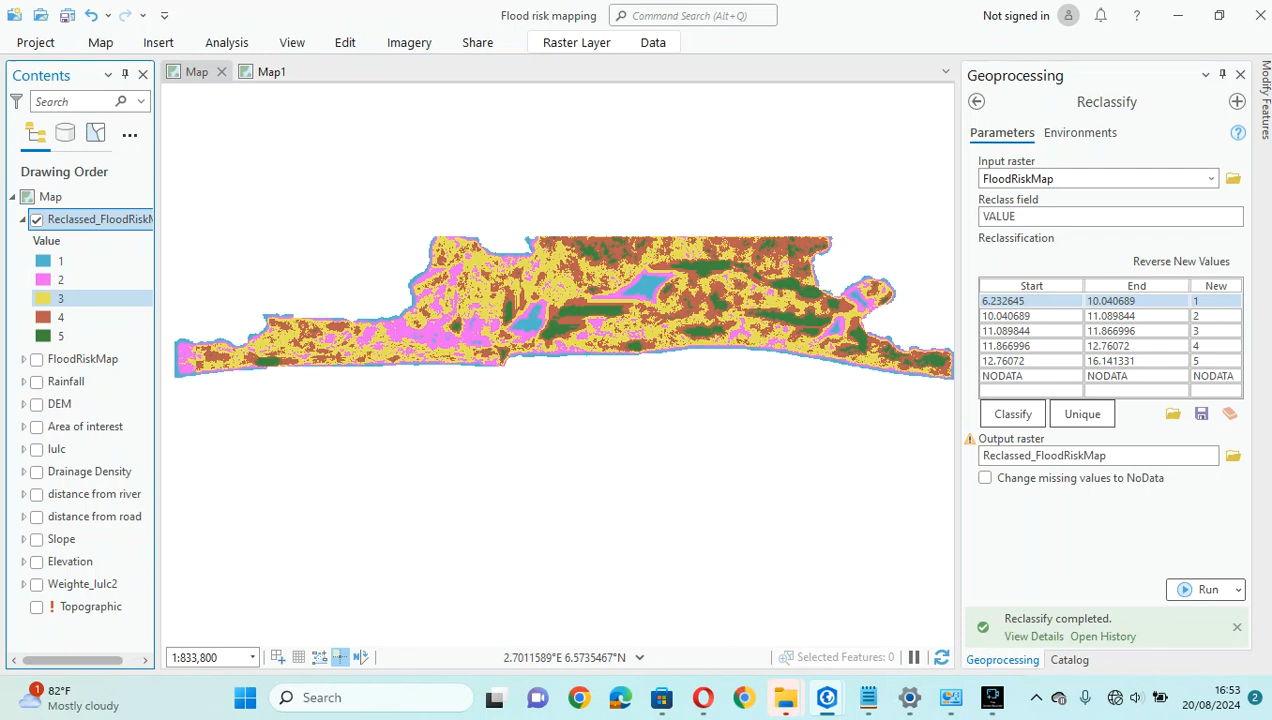 Flood risk mapping
Command Search (Alt+Q)
Not signed in
Project
Map
Insert
Analysis
View
Edit
Imagery
Share
Raster Layer
Data
Contents
Search
Drawing Order
Map
Reclassed_FloodRiskM
Value
1
2
3
4
5
FloodRiskMap
Rainfall
DEM
Area of interest
lulc
Drainage Density
distance from river
distance from road
Slope
Elevation
Weighte_lulc2
! Topographic
Map
Map1
1:833,800
2.7011589°E 6.5735467°N
Selected Features: 0
Geoprocessing
Reclassify
Parameters Environments
Input raster
FloodRiskMap
Reclass field
VALUE
Reclassification
Reverse New Values
Start End New
6.232645 10.040689 1
10.040689 11.089844 2
11.089844 11.866996 3
11.866996 12.76072 4
12.76072 16.141331 5
NODATA NODATA NODATA
Classify Unique
Output raster
Reclassed_FloodRiskMap
Change missing values to NoData
Run
Reclassify completed.
View Details Open History
Geoprocessing Catalog
Modify Features
1
82°F
Mostly cloudy
Search
16:53
20/08/2024
2